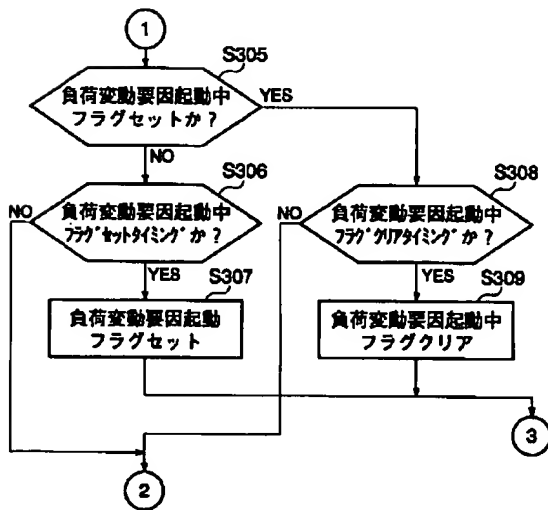 1
S305
負荷変動要因起動中
フラグセットか？
YES
NO
S306
負荷変動要因起動中
ﾌﾗｸﾞｾｯﾄﾀｲﾐﾝｸﾞか？
NO
YES
S308
負荷変動要因起動中
ﾌﾗｸﾞｸﾘｱﾀｲﾐﾝｸﾞか？
NO
YES
S307
負荷変動要因起動
フラグセット
S309
負荷変動要因起動中
フラグクリア
3
2